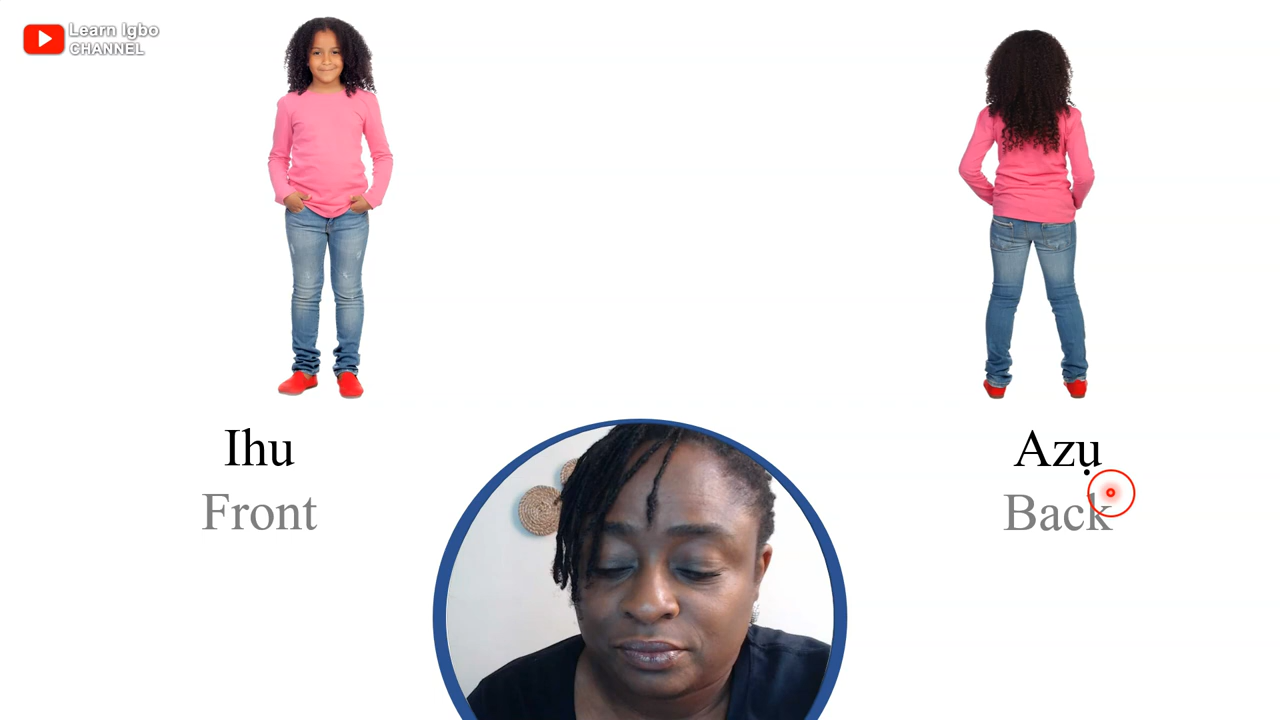 Learn Igbo
CHANNEL
Ihu
Front
Azụ
Back